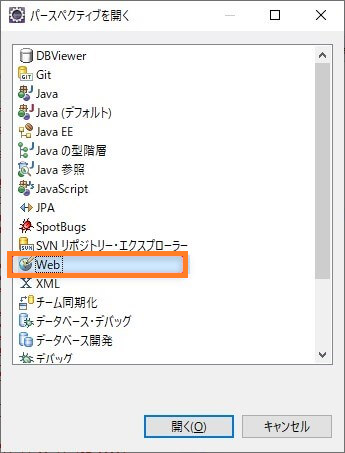 パースペクティブを開く
DBViewer
Git
Java
Java (デフォルト)
Java EE
Java の型階層
Java 参照
JavaScript
JPA
SpotBugs
SVN リポジトリー・エクスプローラー
Web
XML
チーム同期化
データベース・デバッグ
データベース開発
デバッグ
開く(O)
キャンセル